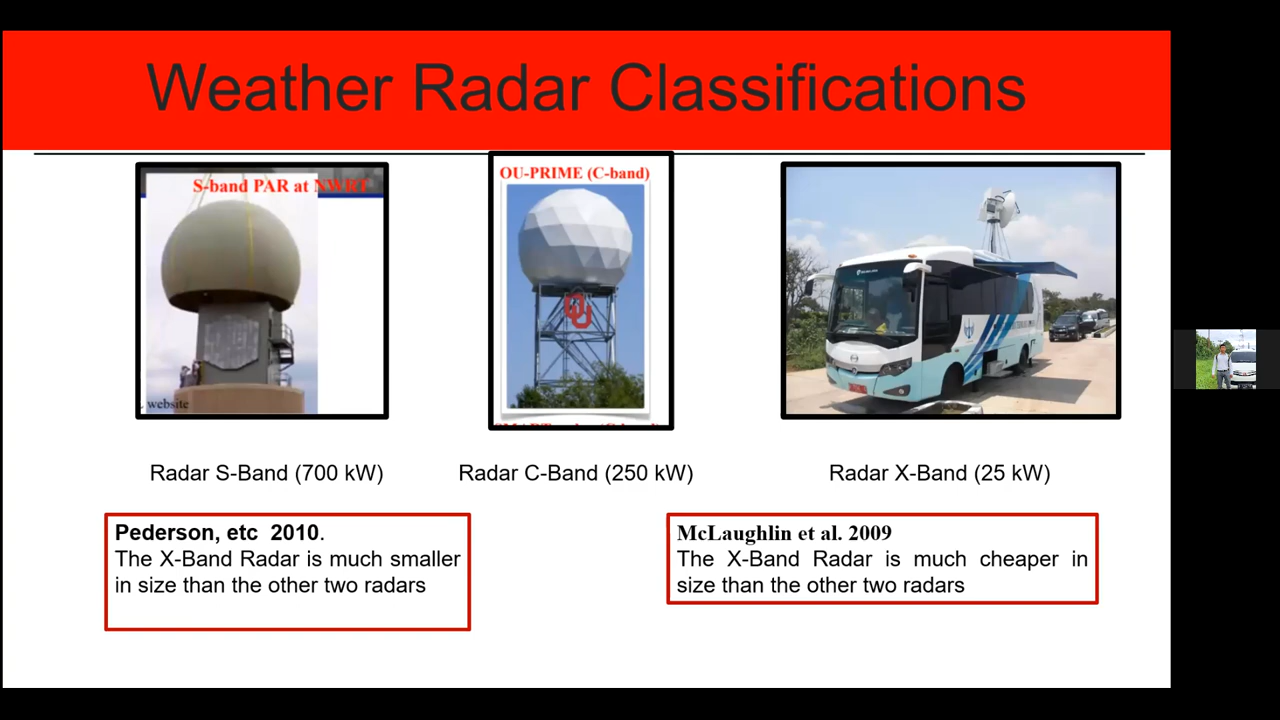 Weather Radar Classifications
S-band PAR at NWRT
website
OU-PRIME (C-band)
OU
Radar S-Band (700 kW)
Radar C-Band (250 kW)
Radar X-Band (25 kW)
Pederson, etc 2010.
The X-Band Radar is much smaller
in size than the other two radars
McLaughlin et al. 2009
The X-Band Radar is much cheaper in
size than the other two radars